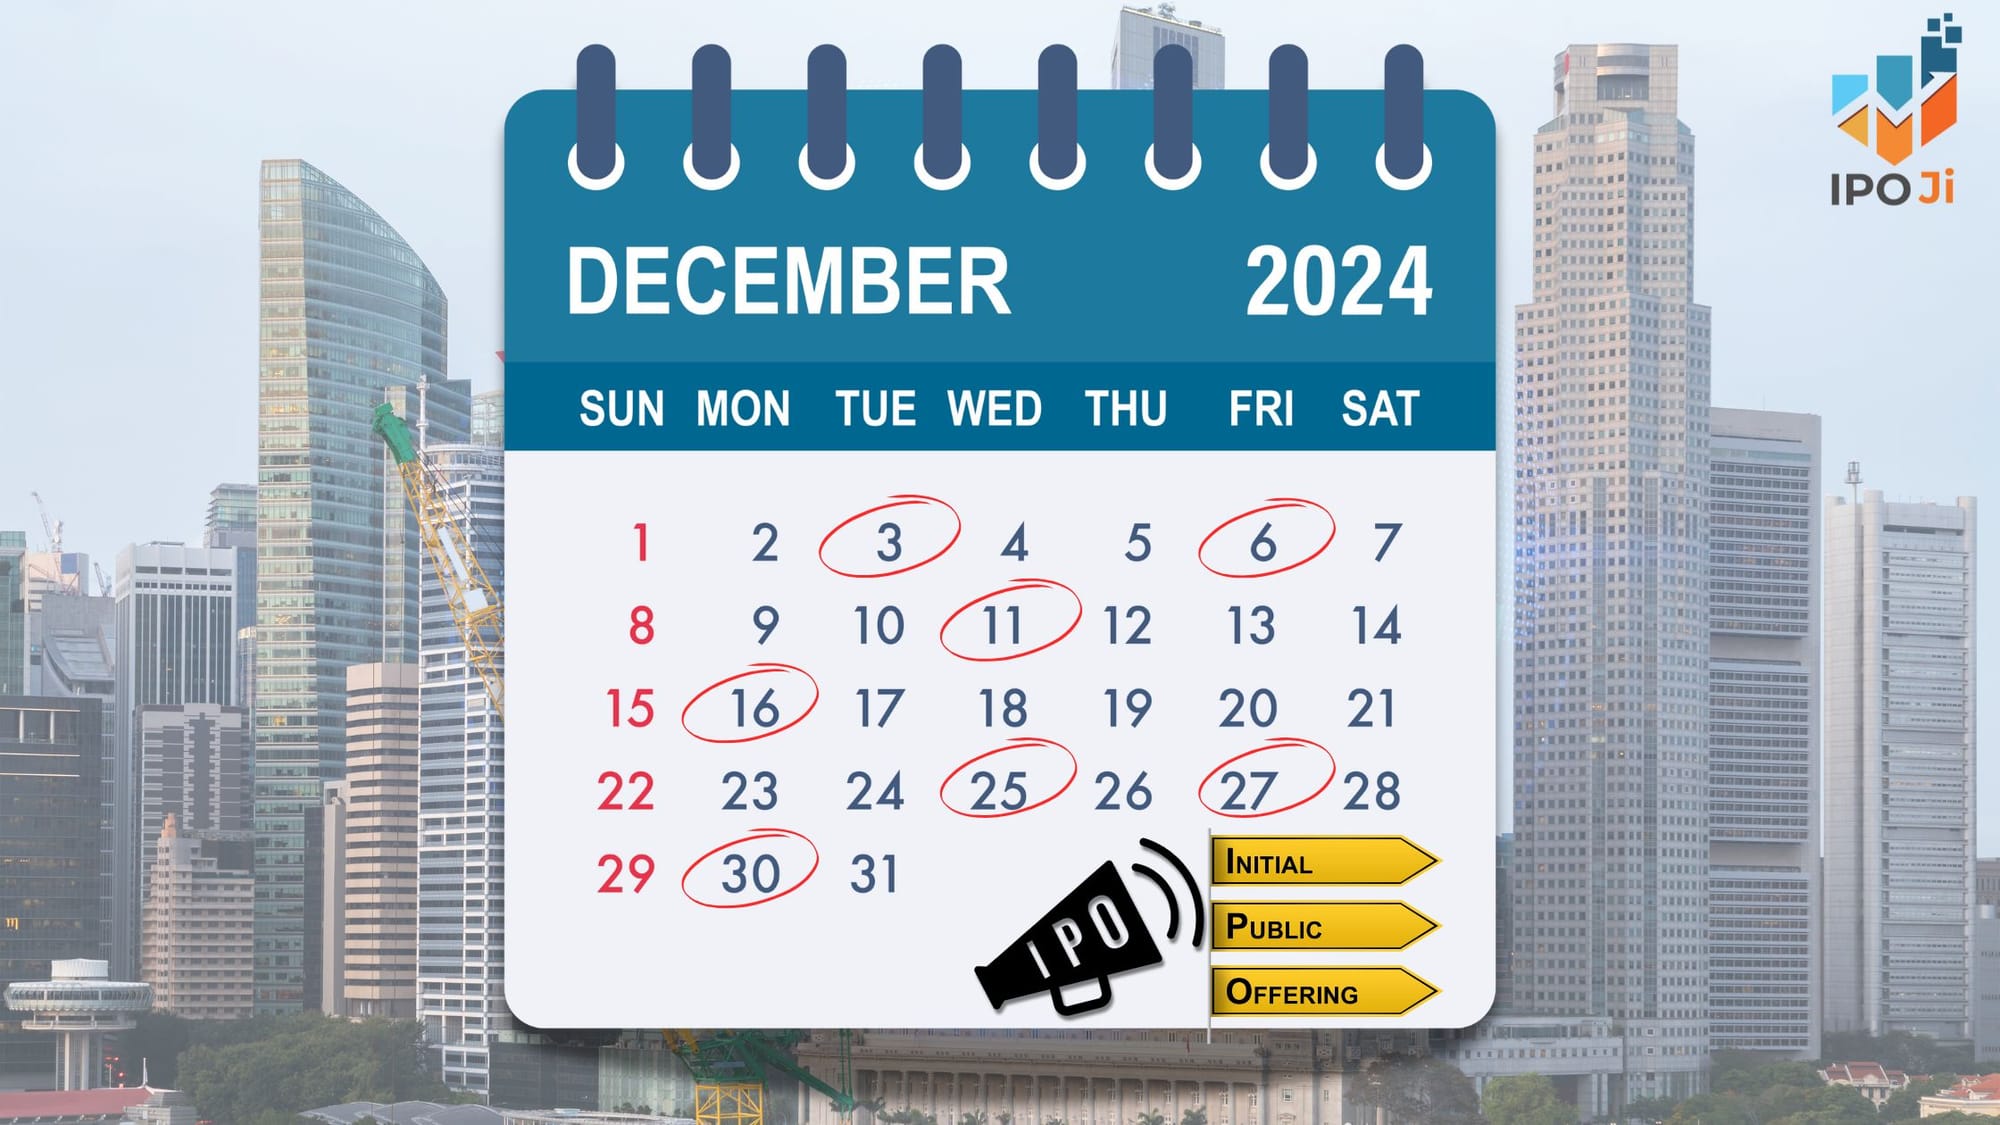 IPO Ji
DECEMBER 2024
SUN MON TUE WED THU FRI SAT
1 2 3 4 5 6 7
8 9 10 11 12 13 14
15 16 17 18 19 20 21
22 23 24 25 26 27 28
29 30 31
IPO
INITIAL
PUBLIC
OFFERING